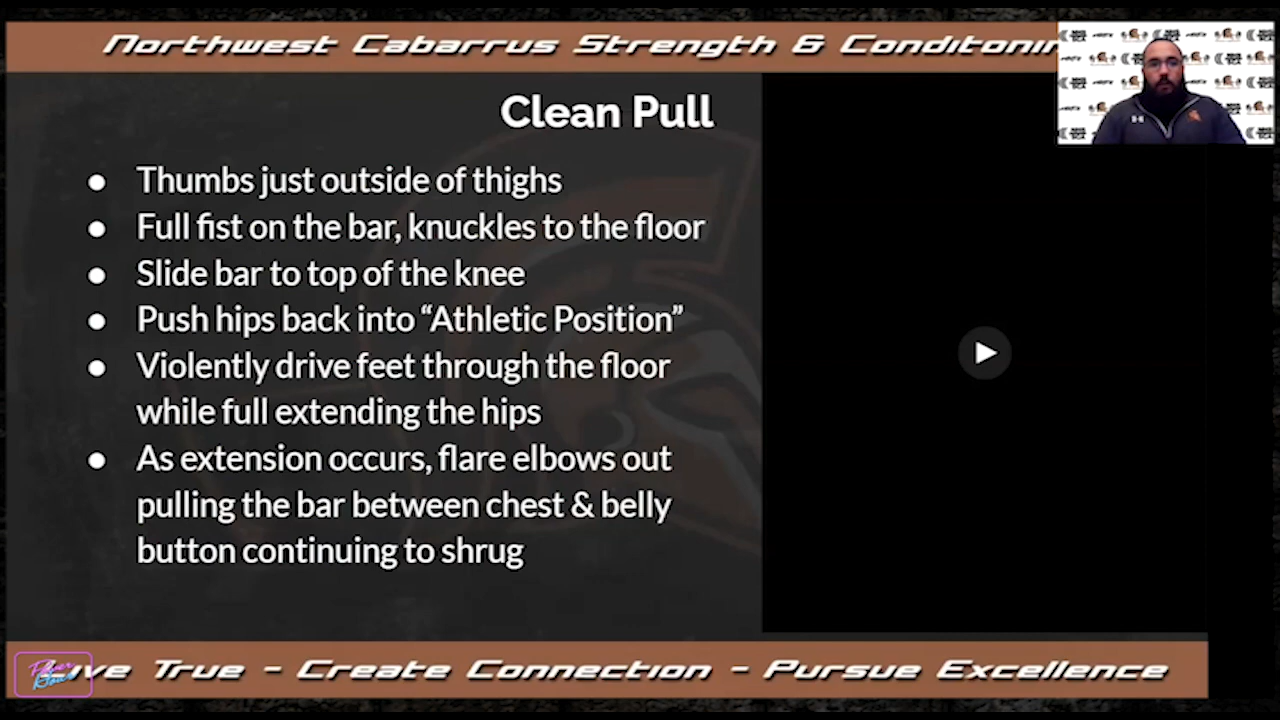 Northwest Cabarrus Strength & Conditonin
Clean Pull
● Thumbs just outside of thighs
● Full fist on the bar, knuckles to the floor
● Slide bar to top of the knee
● Push hips back into “Athletic Position”
● Violently drive feet through the floor
while full extending the hips
● As extension occurs, flare elbows out
pulling the bar between chest & belly
button continuing to shrug
ve True - Create Connection - Pursue Excellence